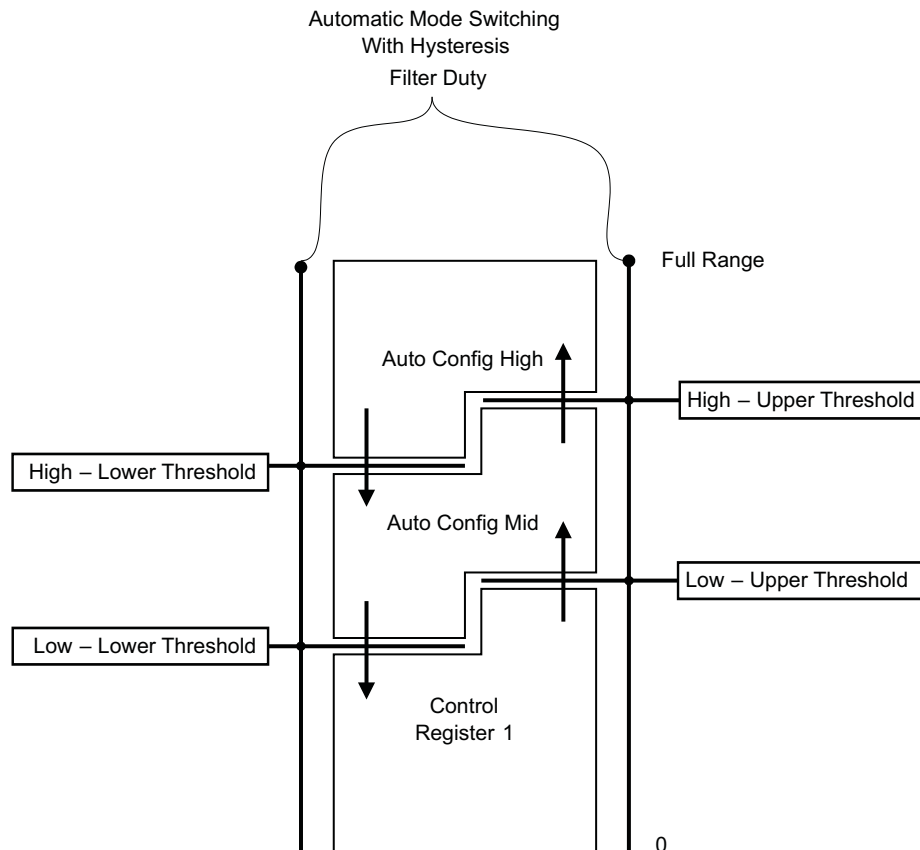 Automatic Mode Switching
With Hysteresis
Filter Duty
Full Range
Auto Config High
High – Upper Threshold
High – Lower Threshold
Auto Config Mid
Low – Upper Threshold
Low – Lower Threshold
Control
Register 1
0